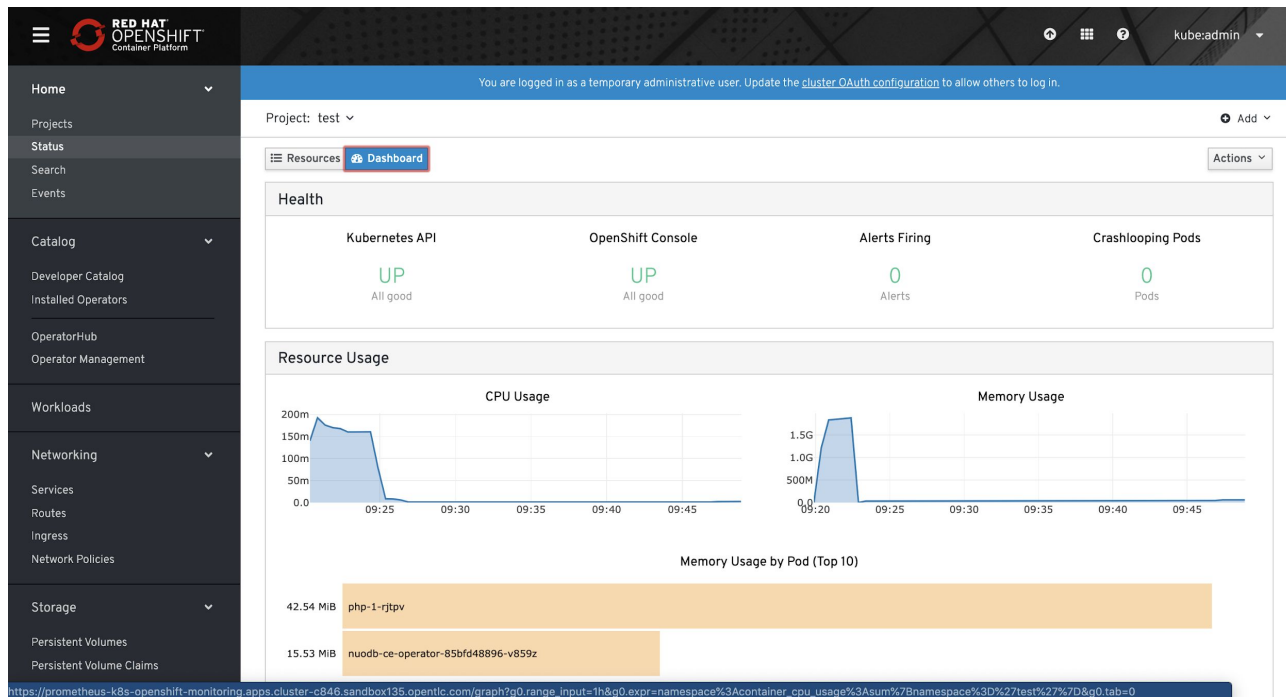 RED HAT
OPENSHIFT
Container Platform
kube:admin
Home
Projects
Status
Search
Events
Catalog
Developer Catalog
Installed Operators
OperatorHub
Operator Management
Workloads
Networking
Services
Routes
Ingress
Network Policies
Storage
Persistent Volumes
Persistent Volume Claims
You are logged in as a temporary administrative user. Update the cluster OAuth configuration to allow others to log in.
Project: test
Add
Resources Dashboard
Actions
Health
Kubernetes API OpenShift Console Alerts Firing Crashlooping Pods
UP UP 0 0
All good All good Alerts Pods
Resource Usage
CPU Usage
200m
150m
100m
50m
0.0
09:25 09:30 09:35 09:40 09:45
Memory Usage
1.5G
1.0G
500M
0.0
09:20 09:25 09:30 09:35 09:40 09:45
Memory Usage by Pod (Top 10)
42.54 MiB php-1-rjtpv
15.53 MiB nuodb-ce-operator-85bfd48896-v859z
https://prometheus-k8s-openshift-monitoring.apps.cluster-c846.sandbox135.opentlc.com/graph?g0.range_input=1h&g0.expr=namespace%3Acontainer_cpu_usage%3Asum%7Bnamespace%3D%27test%27%7D&g0.tab=0